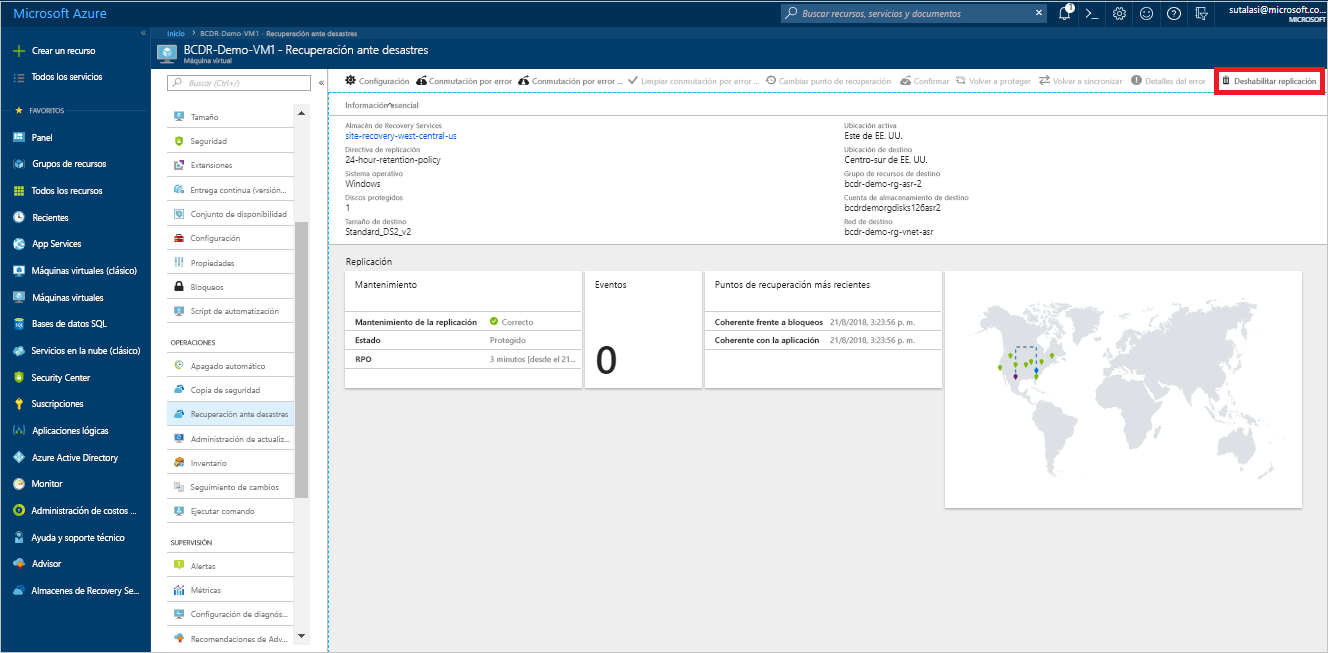 Microsoft Azure
Buscar recursos, servicios y documentos
1
sutalasi@microsoft.co...
MICROSOFT
Crear un recurso
Todos los servicios
FAVORITOS
Panel
Grupos de recursos
Todos los recursos
Recientes
App Services
Máquinas virtuales (clásico)
Máquinas virtuales
Bases de datos SQL
Servicios en la nube (clásico)
Security Center
Suscripciones
Aplicaciones lógicas
Azure Active Directory
Monitor
Administración de costos ...
Ayuda y soporte técnico
Advisor
Almacenes de Recovery Se...
Inicio > BCDR-Demo-VM1 - Recuperación ante desastres
BCDR-Demo-VM1 - Recuperación ante desastres
Máquina virtual
Buscar (Ctrl+/)
Tamaño
Seguridad
Extensiones
Entrega continua (versión...
Conjunto de disponibilidad
Configuración
Propiedades
Bloqueos
Script de automatización
OPERACIONES
Apagado automático
Copia de seguridad
Recuperación ante desastres
Administración de actualiz...
Inventario
Seguimiento de cambios
Ejecutar comando
SUPERVISIÓN
Alertas
Métricas
Configuración de diagnós...
Recomendaciones de Adv...
Configuración
Conmutación por error
Conmutación por error ...
Limpiar conmutación por error ...
Cambiar punto de recuperación
Confirmar
Volver a proteger
Volver a sincronizar
Detalles del error
Deshabilitar replicación
Información esencial
Almacén de Recovery Services
site-recovery-west-central-us
Directiva de replicación
24-hour-retention-policy
Sistema operativo
Windows
Discos protegidos
1
Tamaño de destino
Standard_DS2_v2
Ubicación activa
Este de EE. UU.
Ubicación de destino
Centro-sur de EE. UU.
Grupo de recursos de destino
bcdr-demo-rg-asr-2
Cuenta de almacenamiento de destino
bcdrdemorgdisks126asr2
Red de destino
bcdr-demo-rg-vnet-asr
Replicación
Mantenimiento
Mantenimiento de la replicación Correcto
Estado Protegido
RPO 3 minutos [desde el 21...
Eventos
0
Puntos de recuperación más recientes
Coherente frente a bloqueos 21/8/2018, 3:23:56 p. m.
Coherente con la aplicación 21/8/2018, 3:23:56 p. m.